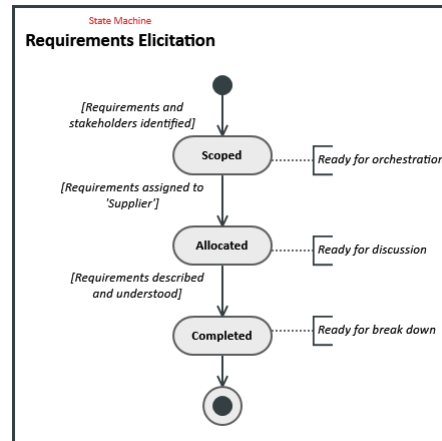 State Machine
Requirements Elicitation
[Requirements and
stakeholders identified]
Scoped
Ready for orchestration
[Requirements assigned to
'Supplier']
Allocated
Ready for discussion
[Requirements described
and understood]
Completed
Ready for break down